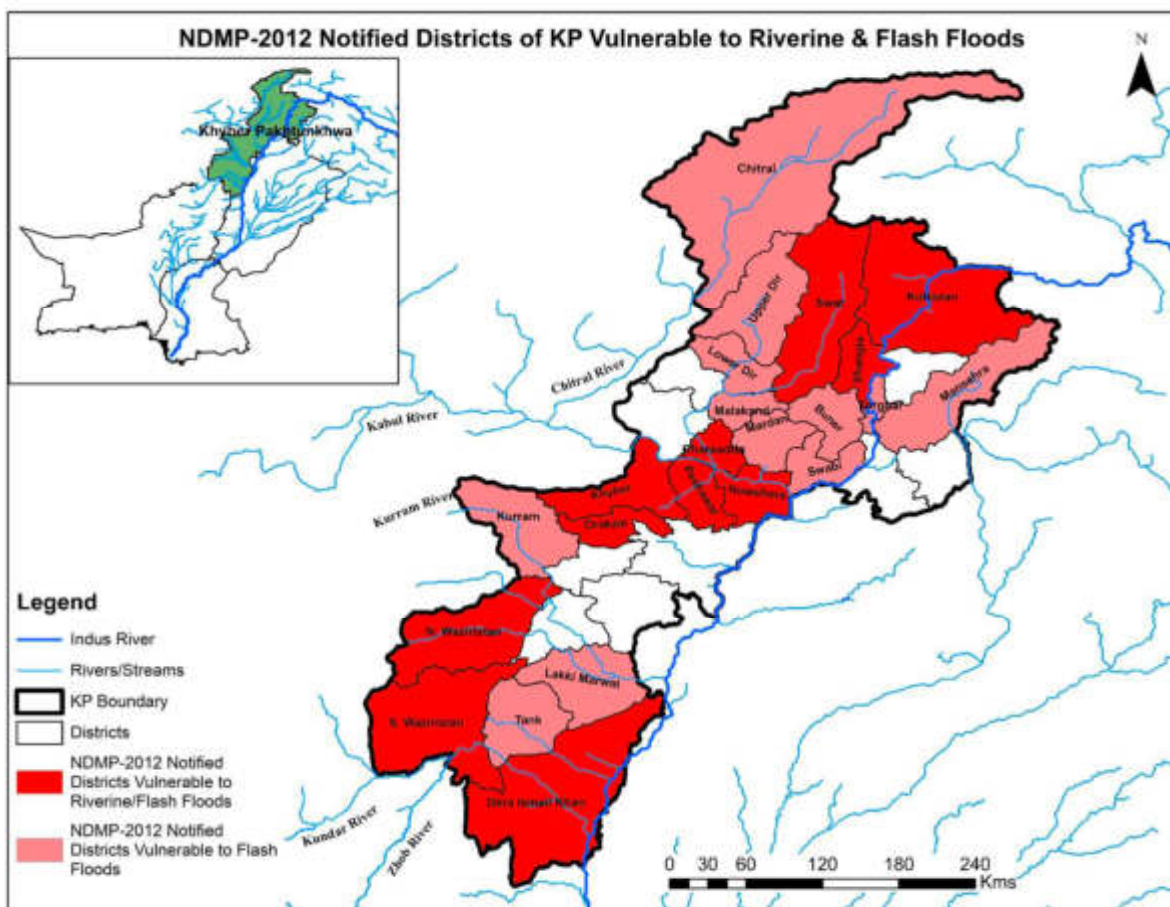 NDMP-2012 Notified Districts of KP Vulnerable to Riverine & Flash Floods
N
Khyber Pakhtunkhwa
Chitral
Upper Dir
Swat
Kohistan
Lower Dir
Shangla
Mansehra
Chitral River
Kabul River
Malakand
Buner
Torghar
Mardan
Charsadda
Swabi
Khyber
Peshawar
Nowshera
Kurram River
Kurram
Orakzai
N. Waziristan
Lakki Marwat
S. Waziristan
Tank
Dera Ismail Khan
Kundar River
Zhob River
Legend
Indus River
Rivers/Streams
KP Boundary
Districts
NDMP-2012 Notified
Districts Vulnerable to
Riverine/Flash Floods
NDMP-2012 Notified
Districts Vulnerable to Flash
Floods
0 30 60 120 180 240
Kms